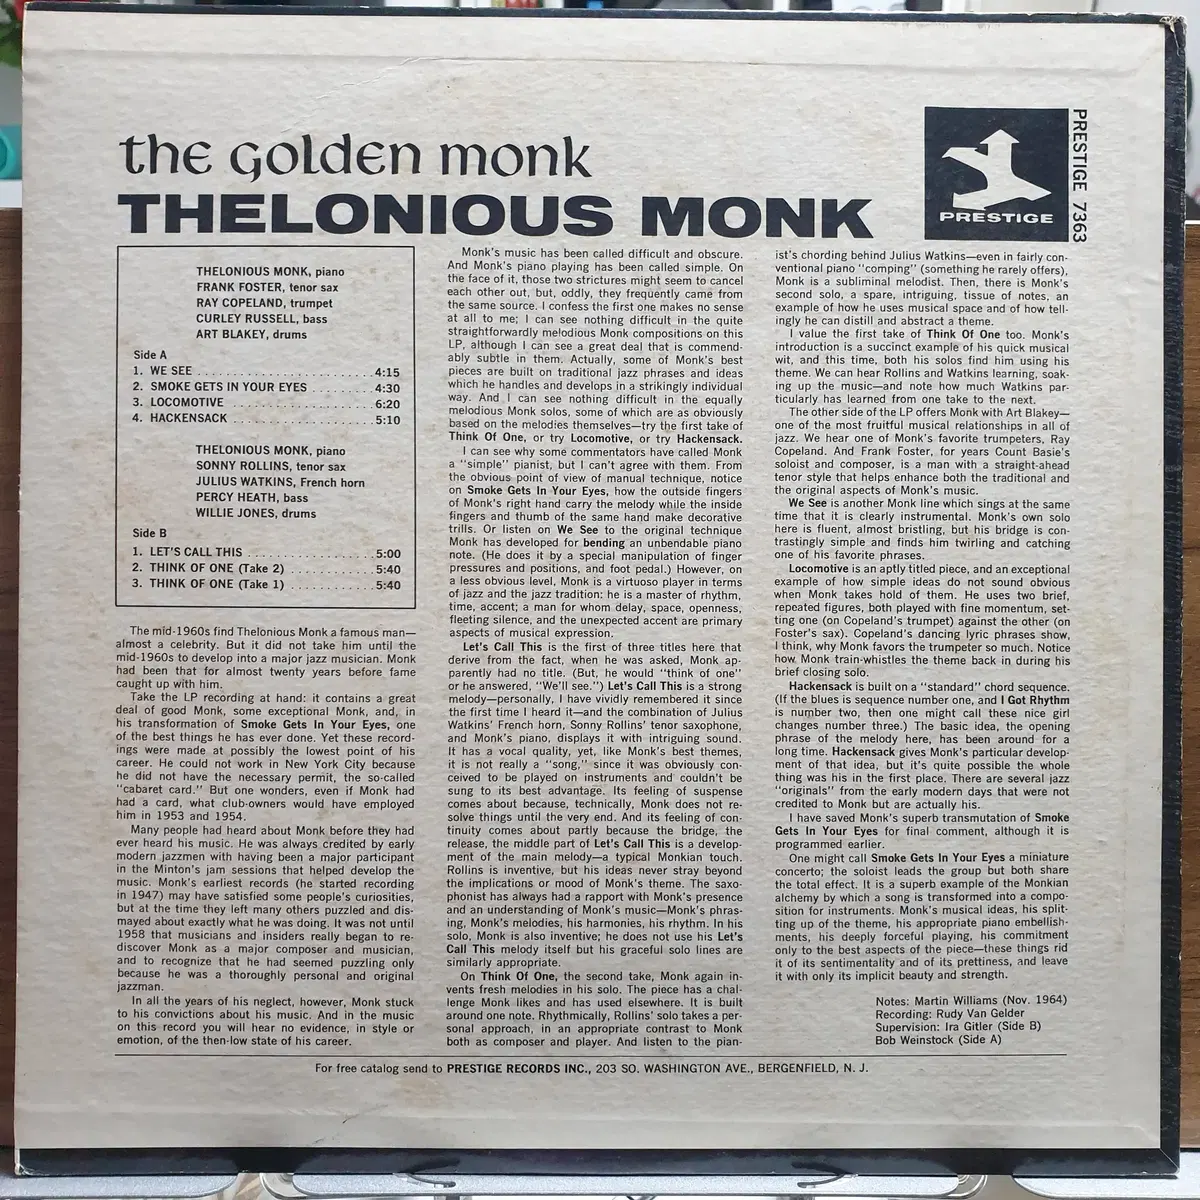 the golden monk
THELONIOUS MONK
PRESTIGE
PRESTIGE 7363
THELONIOUS MONK, piano
FRANK FOSTER, tenor sax
RAY COPELAND, trumpet
CURLEY RUSSELL, bass
ART BLAKEY, drums
Side A
1. WE SEE ........................ 4:15
2. SMOKE GETS IN YOUR EYES .......... 4:30
3. LOCOMOTIVE ....................... 6:20
4. HACKENSACK ....................... 5:10
THELONIOUS MONK, piano
SONNY ROLLINS, tenor sax
JULIUS WATKINS, French horn
PERCY HEATH, bass
WILLIE JONES, drums
Side B
1. LET'S CALL THIS .................. 5:00
2. THINK OF ONE (Take 2) ............ 5:40
3. THINK OF ONE (Take 1) ............ 5:40
The mid-1960s find Thelonious Monk a famous man—
almost a celebrity. But it did not take him until the
mid-1960s to develop into a major jazz musician. Monk
had been that for almost twenty years before fame
caught up with him.
Take the LP recording at hand: it contains a great
deal of good Monk, some exceptional Monk, and, in
his transformation of Smoke Gets In Your Eyes, one
of the best things he has ever done. Yet these record-
ings were made at possibly the lowest point of his
career. He could not work in New York City because
he did not have the necessary permit, the so-called
"cabaret card." But one wonders, even if Monk had
had a card, what club-owners would have employed
him in 1953 and 1954.
Many people had heard about Monk before they had
ever heard his music. He was always credited by early
modern jazzmen with having been a major participant
in the Minton's jam sessions that helped develop the
music. Monk's earliest records (he started recording
in 1947) may have satisfied some people's curiosities,
but at the time they left many others puzzled and dis-
mayed about exactly what he was doing. It was not until
1958 that musicians and insiders really began to re-
discover Monk as a major composer and musician,
and to recognize that he had seemed puzzling only
because he was a thoroughly personal and original
jazzman.
In all the years of his neglect, however, Monk stuck
to his convictions about his music. And in the music
on this record you will hear no evidence, in style or
emotion, of the then-low state of his career.
Monk's music has been called difficult and obscure.
And Monk's piano playing has been called simple. On
the face of it, those two strictures might seem to cancel
each other out, but, oddly, they frequently came from
the same source. I confess the first one makes no sense
at all to me; I can see nothing difficult in the quite
straightforwardly melodious Monk compositions on this
LP, although I can see a great deal that is commend-
ably subtle in them. Actually, some of Monk's best
pieces are built on traditional jazz phrases and ideas
which he handles and develops in a strikingly individual
way. And I can see nothing difficult in the equally
melodious Monk solos, some of which are as obviously
based on the melodies themselves—try the first take of
Think Of One, or try Locomotive, or try Hackensack.
I can see why some commentators have called Monk
a "simple" pianist, but I can't agree with them. From
the obvious point of view of manual technique, notice
on Smoke Gets In Your Eyes, how the outside fingers
of Monk's right hand carry the melody while the inside
fingers and thumb of the same hand make decorative
trills. Or listen on We See to the original technique
Monk has developed for bending an unbendable piano
note. (He does it by a special manipulation of finger
pressures and positions, and foot pedal.) However, on
a less obvious level, Monk is a virtuoso player in terms
of jazz and the jazz tradition: he is a master of rhythm,
time, accent; a man for whom delay, space, openness,
fleeting silence, and the unexpected accent are primary
aspects of musical expression.
Let's Call This is the first of three titles here that
derive from the fact, when he was asked, Monk ap-
parently had no title. (But, he would "think of one"
or he answered, "We'll see.") Let's Call This is a strong
melody—personally, I have vividly remembered it since
the first time I heard it—and the combination of Julius
Watkins' French horn, Sonny Rollins' tenor saxophone,
and Monk's piano, displays it with intriguing sound.
It has a vocal quality, yet, like Monk's best themes,
it is not really a "song," since it was obviously con-
ceived to be played on instruments and couldn't be
sung to its best advantage. Its feeling of suspense
comes about because, technically, Monk does not re-
solve things until the very end. And its feeling of con-
tinuity comes about partly because the bridge, the
release, the middle part of Let's Call This is a develop-
ment of the main melody—a typical Monkian touch.
Rollins is inventive, but his ideas never stray beyond
the implications or mood of Monk's theme. The saxo-
phonist has always had a rapport with Monk's presence
and an understanding of Monk's music—Monk's phras-
ing, Monk's melodies, his harmonies, his rhythm. In his
solo, Monk is also inventive; he does not use his Let's
Call This melody itself but his graceful solo lines are
similarly appropriate.
On Think Of One, the second take, Monk again in-
vents fresh melodies in his solo. The piece has a chal-
lenge Monk likes and has used elsewhere. It is built
around one note. Rhythmically, Rollins' solo takes a per-
sonal approach, in an appropriate contrast to Monk
both as composer and player. And listen to the pian-
ist's chording behind Julius Watkins—even in fairly con-
ventional piano "comping" (something he rarely offers),
Monk is a subliminal melodist. Then, there is Monk's
second solo, a spare, intriguing, tissue of notes, an
example of how he uses musical space and of how tell-
ingly he can distill and abstract a theme.
I value the first take of Think Of One too. Monk's
introduction is a succinct example of his quick musical
wit, and this time, both his solos find him using his
theme. We can hear Rollins and Watkins learning, soak-
ing up the music—and note how much Watkins par-
ticularly has learned from one take to the next.
The other side of the LP offers Monk with Art Blakey—
one of the most fruitful musical relationships in all of
jazz. We hear one of Monk's favorite trumpeters, Ray
Copeland. And Frank Foster, for years Count Basie's
soloist and composer, is a man with a straight-ahead
tenor style that helps enhance both the traditional and
the original aspects of Monk's music.
We See is another Monk line which sings at the same
time that it is clearly instrumental. Monk's own solo
here is fluent, almost bristling, but his bridge is con-
trastingly simple and finds him twirling and catching
one of his favorite phrases.
Locomotive is an aptly titled piece, and an exceptional
example of how simple ideas do not sound obvious
when Monk takes hold of them. He uses two brief,
repeated figures, both played with fine momentum, set-
ting one (on Copeland's trumpet) against the other (on
Foster's sax). Copeland's dancing lyric phrases show,
I think, why Monk favors the trumpeter so much. Notice
how Monk train-whistles the theme back in during his
brief closing solo.
Hackensack is built on a "standard" chord sequence.
(If the blues is sequence number one, and I Got Rhythm
is number two, then one might call these nice girl
changes number three.) The basic idea, the opening
phrase of the melody here, has been around for a
long time. Hackensack gives Monk's particular develop-
ment of that idea, but it's quite possible the whole
thing was his in the first place. There are several jazz
"originals" from the early modern days that were not
credited to Monk but are actually his.
I have saved Monk's superb transmutation of Smoke
Gets In Your Eyes for final comment, although it is
programmed earlier.
One might call Smoke Gets In Your Eyes a miniature
concerto; the soloist leads the group but both share
the total effect. It is a superb example of the Monkian
alchemy by which a song is transformed into a compo-
sition for instruments. Monk's musical ideas, his split-
ting up of the theme, his appropriate piano embellish-
ments, his deeply forceful playing, his commitment
only to the best aspects of the piece—these things rid
it of its sentimentality and of its prettiness, and leave
it with only its implicit beauty and strength.
Notes: Martin Williams (Nov. 1964)
Recording: Rudy Van Gelder
Supervision: Ira Gitler (Side B)
Bob Weinstock (Side A)
For free catalog send to PRESTIGE RECORDS INC., 203 SO. WASHINGTON AVE., BERGENFIELD, N. J.